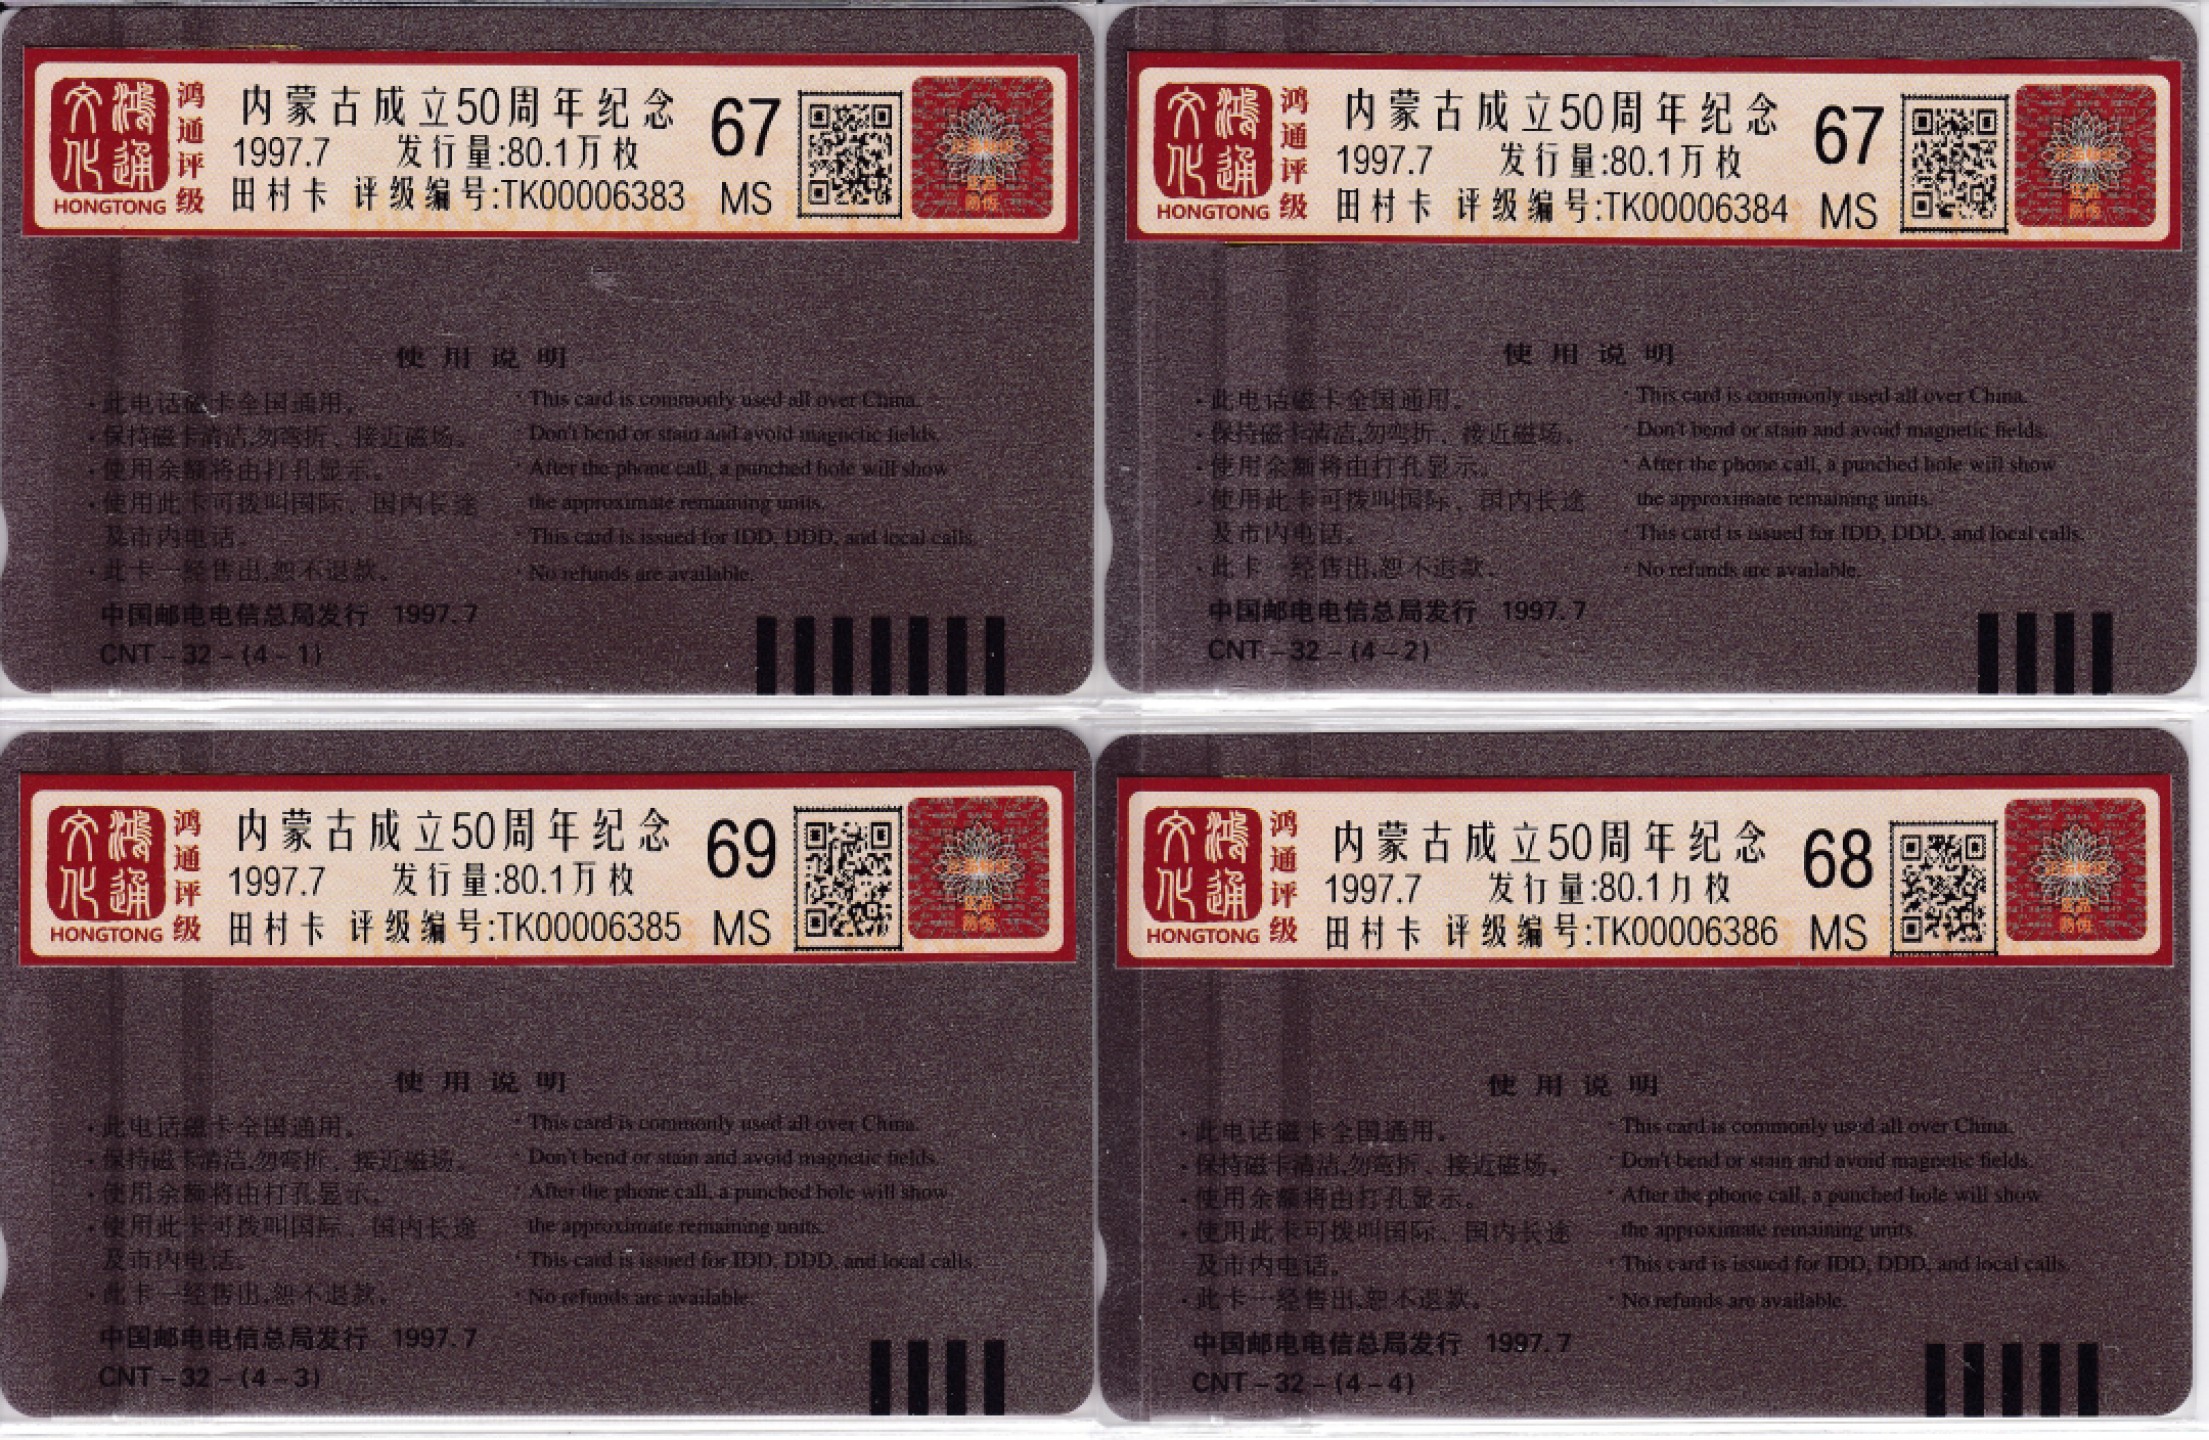 鸿通文化
HONGTONG
鸿通评级
内蒙古成立50周年纪念
1997.7 发行量:80.1万枚
田村卡 评级编号:TK00006383
67
MS
使用说明
·此电话磁卡全国通用。
·保持磁卡清洁,勿弯折、接近磁场。
·使用余额将由打孔显示。
·使用此卡可拨叫国际、国内长途
及市内电话。
·此卡一经售出,恕不退款。
中国邮电电信总局发行 1997.7
CNT-32-(4-1)
· This card is commonly used all over China.
· Don't bend or stain and avoid magnetic fields.
· After the phone call, a punched hole will show
the approximate remaining units.
· This card is issued for IDD, DDD, and local calls.
· No refunds are available.
鸿通文化
HONGTONG
鸿通评级
内蒙古成立50周年纪念
1997.7 发行量:80.1万枚
田村卡 评级编号:TK00006384
67
MS
使用说明
·此电话磁卡全国通用。
·保持磁卡清洁,勿弯折、接近磁场。
·使用余额将由打孔显示。
·使用此卡可拨叫国际、国内长途
及市内电话。
·此卡一经售出,恕不退款。
中国邮电电信总局发行 1997.7
CNT-32-(4-2)
· This card is commonly used all over China.
· Don't bend or stain and avoid magnetic fields.
· After the phone call, a punched hole will show
the approximate remaining units.
· This card is issued for IDD, DDD, and local calls.
· No refunds are available.
鸿通文化
HONGTONG
鸿通评级
内蒙古成立50周年纪念
1997.7 发行量:80.1万枚
田村卡 评级编号:TK00006385
69
MS
使用说明
·此电话磁卡全国通用。
·保持磁卡清洁,勿弯折、接近磁场。
·使用余额将由打孔显示。
·使用此卡可拨叫国际、国内长途
及市内电话。
·此卡一经售出,恕不退款。
中国邮电电信总局发行 1997.7
CNT-32-(4-3)
· This card is commonly used all over China.
· Don't bend or stain and avoid magnetic fields.
· After the phone call, a punched hole will show
the approximate remaining units.
· This card is issued for IDD, DDD, and local calls.
· No refunds are available.
鸿通文化
HONGTONG
鸿通评级
内蒙古成立50周年纪念
1997.7 发行量:80.1万枚
田村卡 评级编号:TK00006386
68
MS
使用说明
·此电话磁卡全国通用。
·保持磁卡清洁,勿弯折、接近磁场。
·使用余额将由打孔显示。
·使用此卡可拨叫国际、国内长途
及市内电话。
·此卡一经售出,恕不退款。
中国邮电电信总局发行 1997.7
CNT-32-(4-4)
· This card is commonly used all over China.
· Don't bend or stain and avoid magnetic fields.
· After the phone call, a punched hole will show
the approximate remaining units.
· This card is issued for IDD, DDD, and local calls.
· No refunds are available.